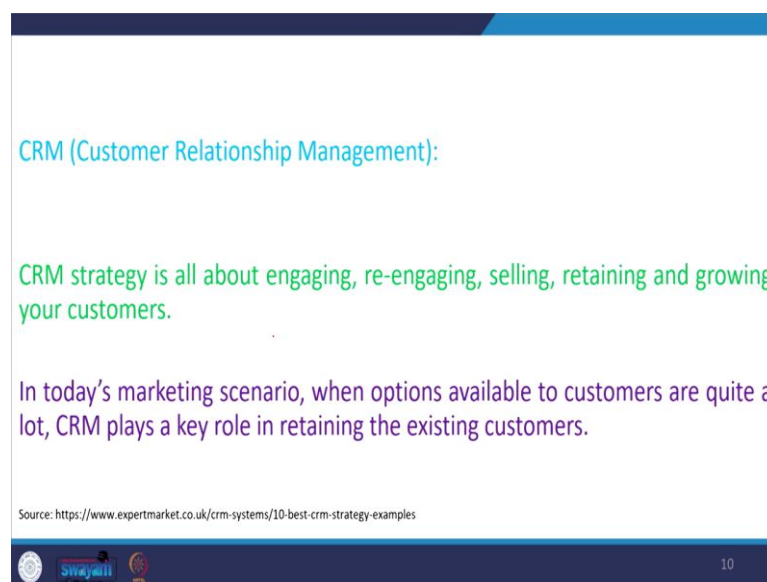 CRM (Customer Relationship Management):
CRM strategy is all about engaging, re-engaging, selling, retaining and growing
your customers.
In today's marketing scenario, when options available to customers are quite a
lot, CRM plays a key role in retaining the existing customers.
Source: https://www.expertmarket.co.uk/crm-systems/10-best-crm-strategy-examples
swayam
10